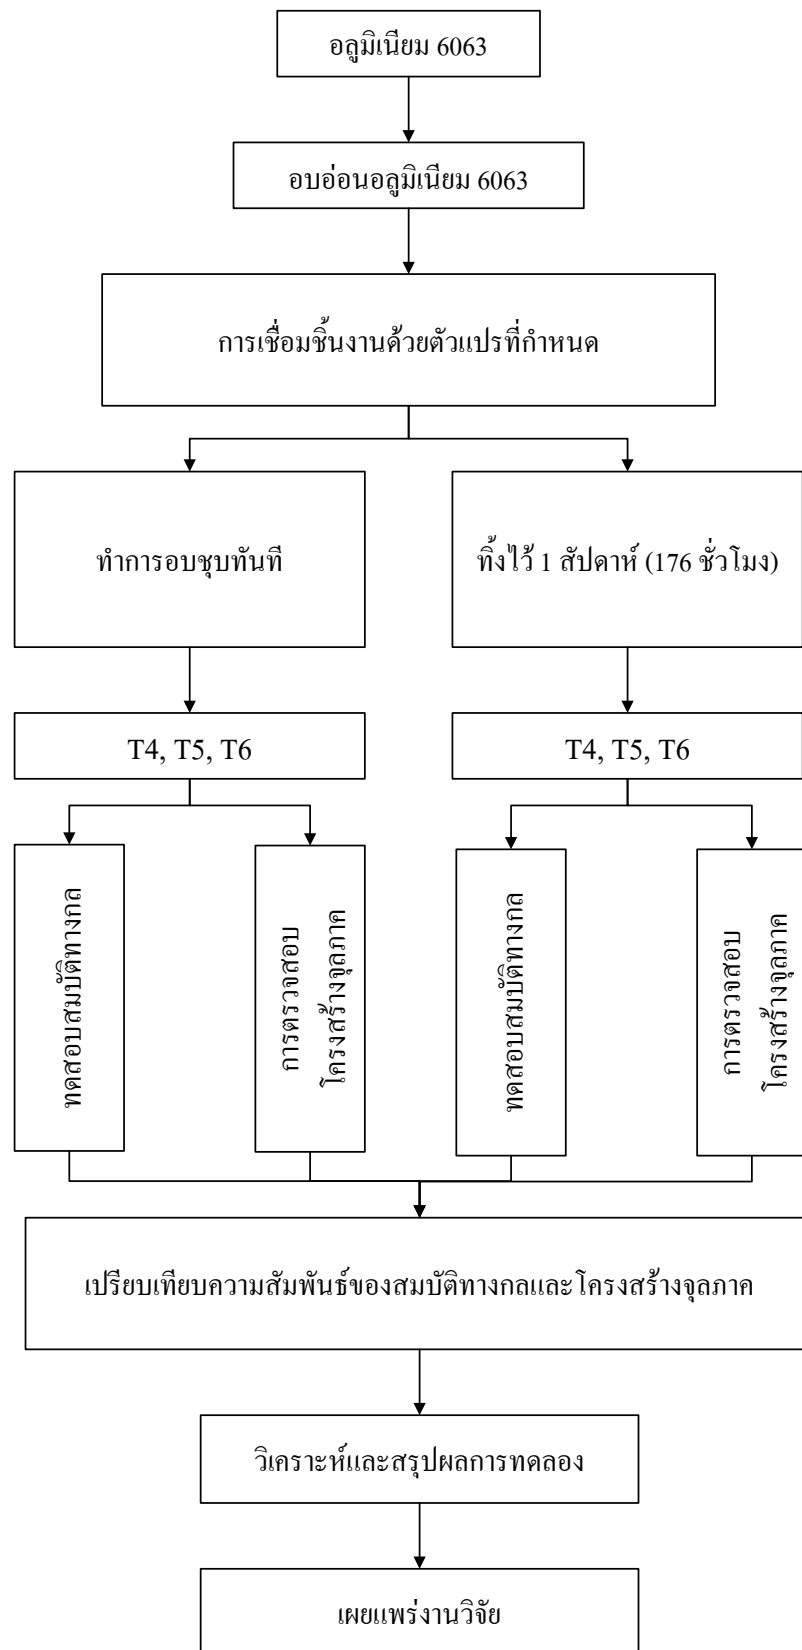 อลูมิเนียม 6063
อบอ่อนอลูมิเนียม 6063
การเชื่อมชิ้นงานด้วยตัวแปรที่กำหนด
ทำการอบชุบทันที
ทิ้งไว้ 1 สัปดาห์ (176 ชั่วโมง)
T4, T5, T6
T4, T5, T6
ทดสอบสมบัติทางกล
การตรวจสอบ
โครงสร้างจุลภาค
ทดสอบสมบัติทางกล
การตรวจสอบ
โครงสร้างจุลภาค
เปรียบเทียบความสัมพันธ์ของสมบัติทางกลและโครงสร้างจุลภาค
วิเคราะห์และสรุปผลการทดลอง
เผยแพร่งานวิจัย